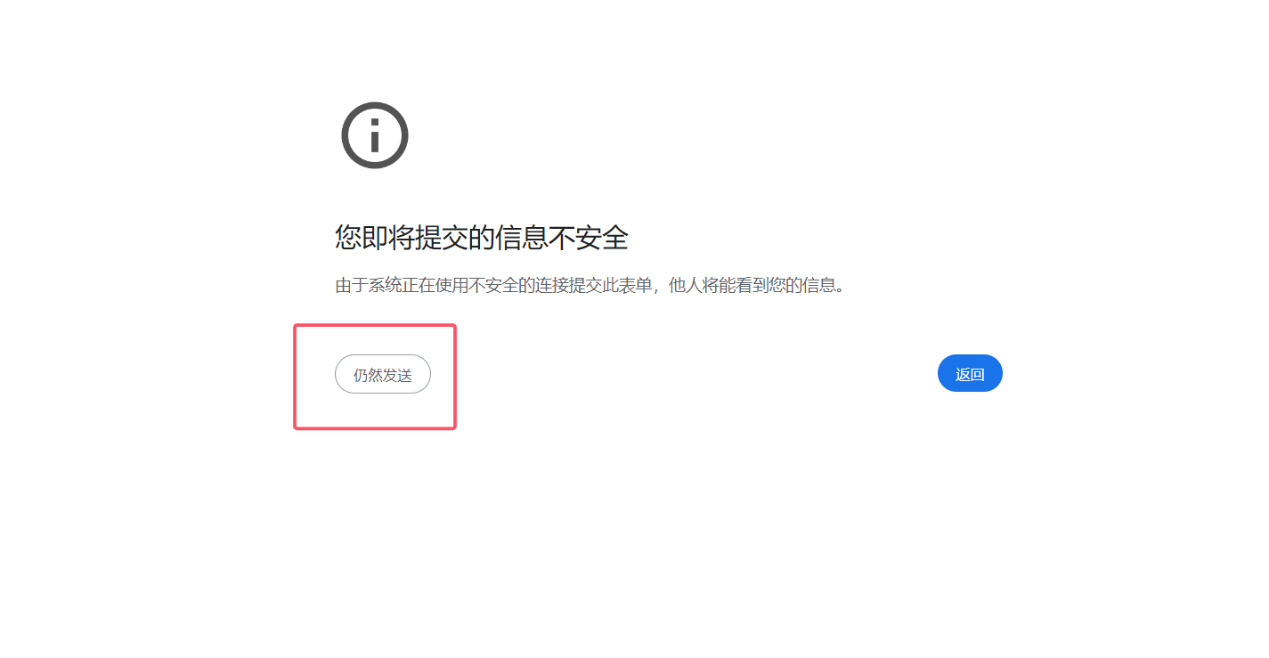 您即将提交的信息不安全
由于系统正在使用不安全的连接提交此表单，他人将能看到您的信息。
仍然发送
返回